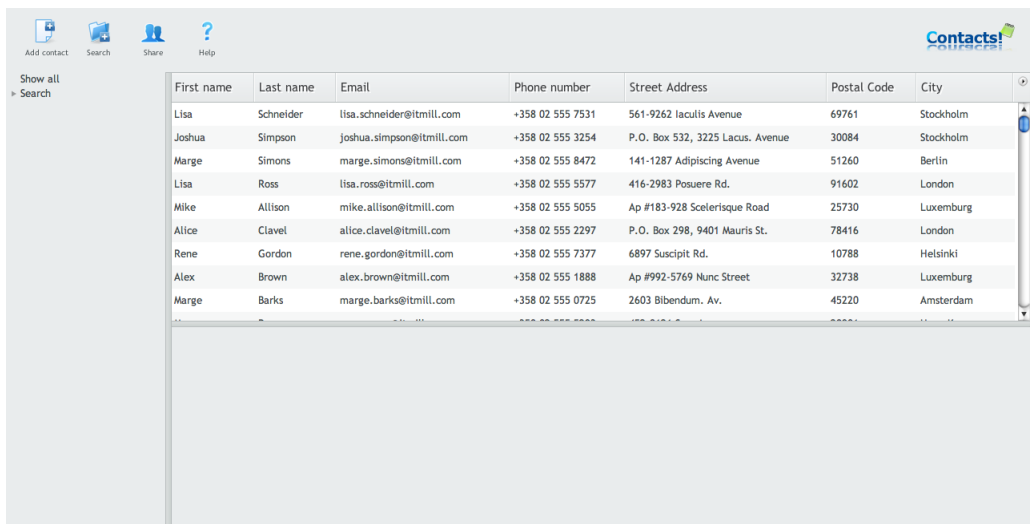 Add contact Search Share Help Contacts!
Show all
Search
First name Last name Email Phone number Street Address Postal Code City
Lisa Schneider lisa.schneider@itmill.com +358 02 555 7531 561-9262 Iaculis Avenue 69761 Stockholm
Joshua Simpson joshua.simpson@itmill.com +358 02 555 3254 P.O. Box 532, 3225 Lacus. Avenue 30084 Stockholm
Marge Simons marge.simons@itmill.com +358 02 555 8472 141-1287 Adipiscing Avenue 51260 Berlin
Lisa Ross lisa.ross@itmill.com +358 02 555 5577 416-2983 Posuere Rd. 91602 London
Mike Allison mike.allison@itmill.com +358 02 555 5055 Ap #183-928 Scelerisque Road 25730 Luxemburg
Alice Clavel alice.clavel@itmill.com +358 02 555 2297 P.O. Box 298, 9401 Mauris St. 78416 London
Rene Gordon rene.gordon@itmill.com +358 02 555 7377 6897 Suscipit Rd. 10788 Helsinki
Alex Brown alex.brown@itmill.com +358 02 555 1888 Ap #992-5769 Nunc Street 32738 Luxemburg
Marge Barks marge.barks@itmill.com +358 02 555 0725 2603 Bibendum. Av. 45220 Amsterdam